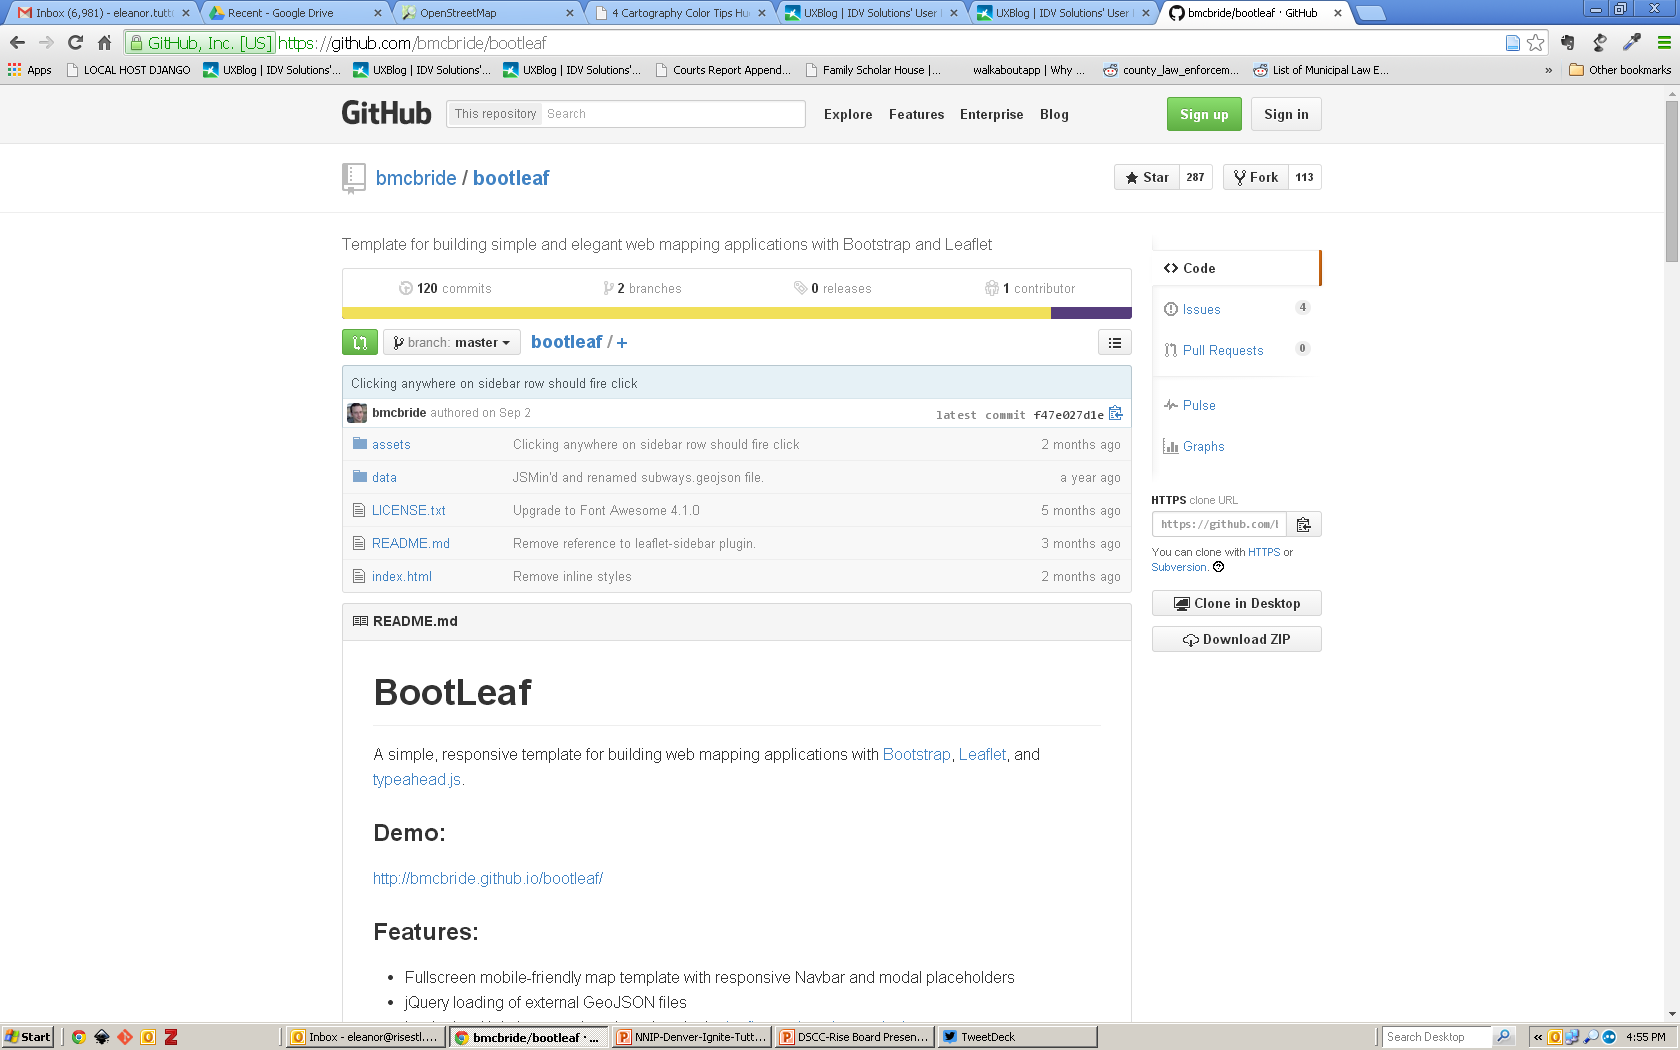 Inbox (6,981) - eleanor.tutt
Recent - Google Drive
OpenStreetMap
4 Cartography Color Tips Hu
UXBlog | IDV Solutions' User
UXBlog | IDV Solutions' User
bmcbride/bootleaf · GitHub
GitHub, Inc. [US] https://github.com/bmcbride/bootleaf
Apps
LOCAL HOST DJANGO
UXBlog | IDV Solutions'...
UXBlog | IDV Solutions'...
UXBlog | IDV Solutions'...
Courts Report Append...
Family Scholar House |...
walkaboutapp | Why ...
county_law_enforcem...
List of Municipal Law E...
»
Other bookmarks
GitHub
This repository Search
Explore Features Enterprise Blog
Sign up
Sign in
bmcbride / bootleaf
Star 287
Fork 113
Template for building simple and elegant web mapping applications with Bootstrap and Leaflet
120 commits
2 branches
0 releases
1 contributor
branch: master
bootleaf / +
Clicking anywhere on sidebar row should fire click
bmcbride authored on Sep 2
latest commit f47e027d1e
assets Clicking anywhere on sidebar row should fire click 2 months ago
data JSMin'd and renamed subways.geojson file. a year ago
LICENSE.txt Upgrade to Font Awesome 4.1.0 5 months ago
README.md Remove reference to leaflet-sidebar plugin. 3 months ago
index.html Remove inline styles 2 months ago
Code
Issues 4
Pull Requests 0
Pulse
Graphs
HTTPS clone URL
https://github.com/
You can clone with HTTPS or
Subversion.
Clone in Desktop
Download ZIP
README.md
BootLeaf
A simple, responsive template for building web mapping applications with Bootstrap, Leaflet, and
typeahead.js.
Demo:
http://bmcbride.github.io/bootleaf/
Features:
• Fullscreen mobile-friendly map template with responsive Navbar and modal placeholders
• jQuery loading of external GeoJSON files
Start
Inbox - eleanor@risestl....
bmcbride/bootleaf · ...
NNIP-Denver-Ignite-Tutt...
DSCC-Rise Board Presen...
TweetDeck
Search Desktop
«
4:55 PM